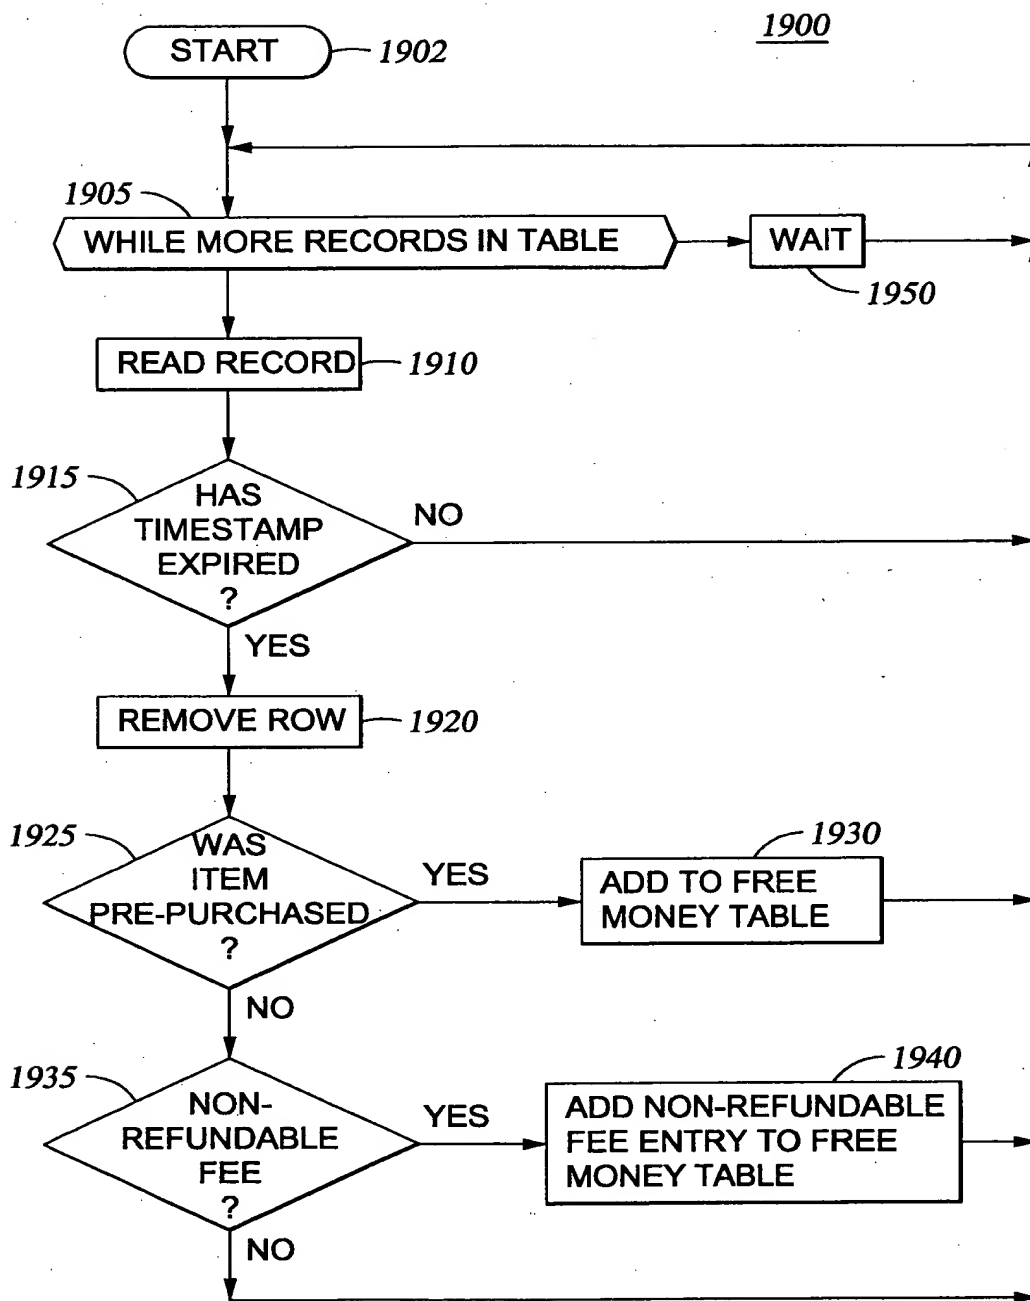 1900
START
1902
1905
WHILE MORE RECORDS IN TABLE
WAIT
1950
READ RECORD
1910
1915
HAS
TIMESTAMP
EXPIRED
?
NO
YES
REMOVE ROW
1920
1925
WAS
ITEM
PRE-PURCHASED
?
YES
1930
ADD TO FREE
MONEY TABLE
NO
1935
NON-
REFUNDABLE
FEE
?
YES
1940
ADD NON-REFUNDABLE
FEE ENTRY TO FREE
MONEY TABLE
NO